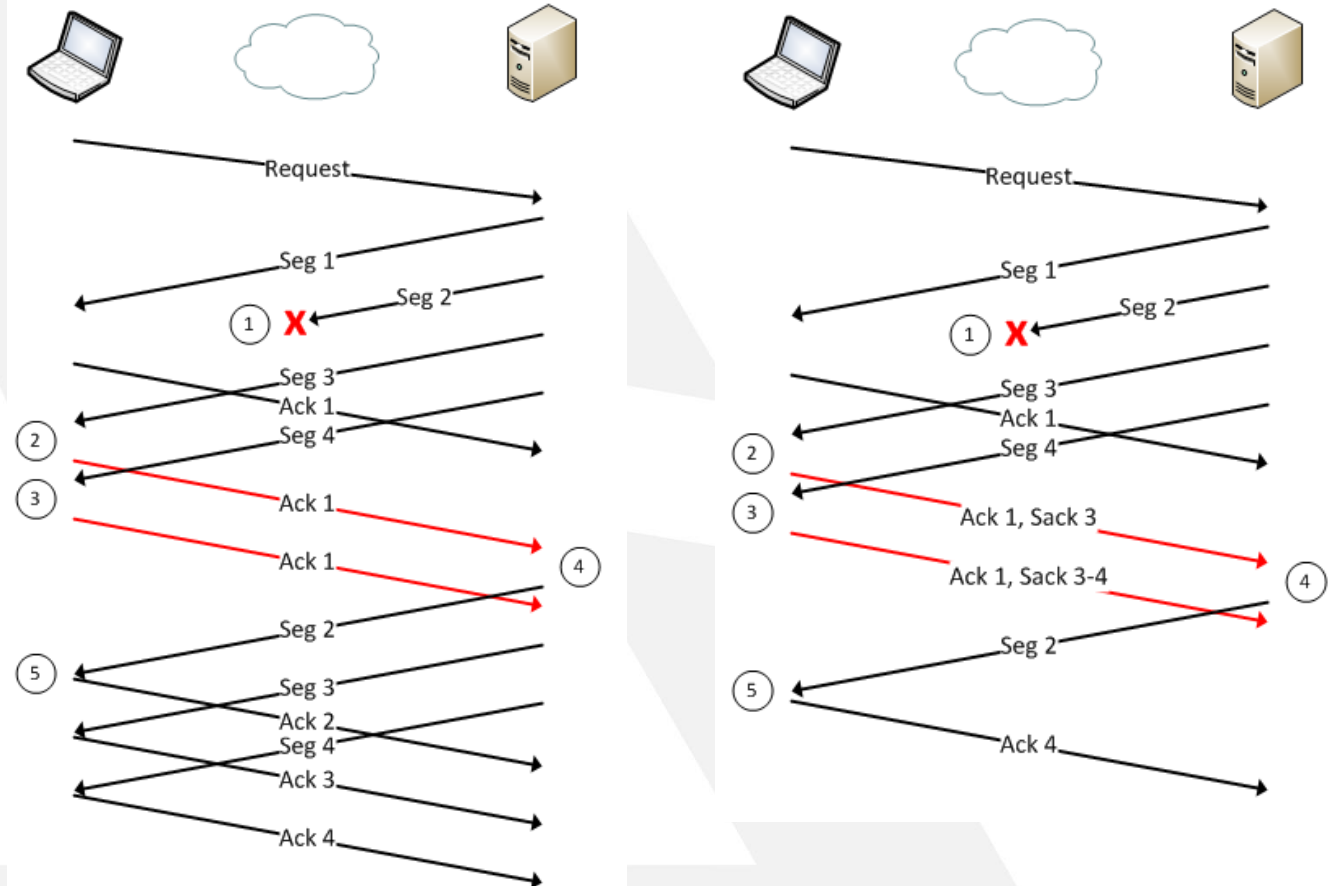 Request
Seg 1
Seg 2
1 X
Seg 3
Ack 1
Seg 4
2
3
Ack 1
Ack 1
4
Seg 2
5
Seg 3
Ack 2
Seg 4
Ack 3
Ack 4
Request
Seg 1
Seg 2
1 X
Seg 3
Ack 1
Seg 4
2
3
Ack 1, Sack 3
Ack 1, Sack 3-4
4
Seg 2
5
Ack 4